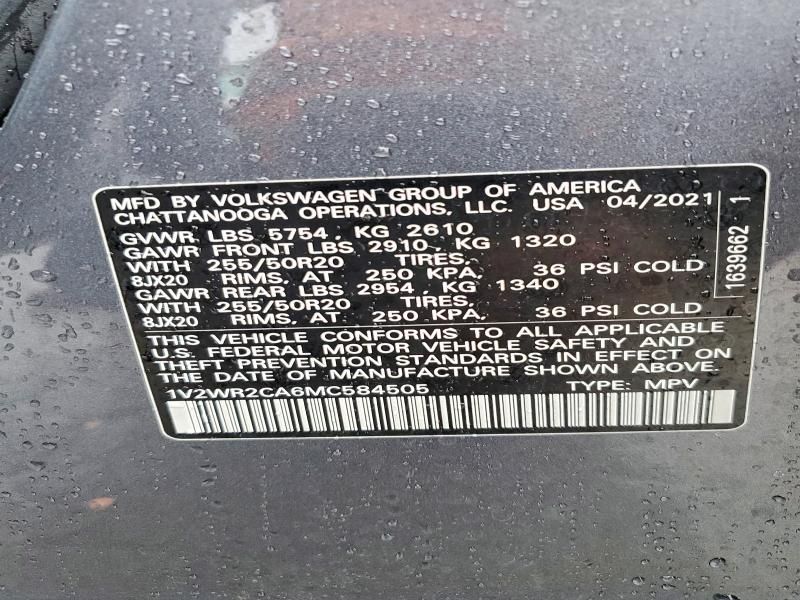 MFD BY VOLKSWAGEN GROUP OF AMERICA
CHATTANOOGA OPERATIONS, LLC. USA 04/2021
GVWR LBS 5754 , KG 2610
GAWR FRONT LBS 2910 , KG 1320
WITH 255/50R20 TIRES,
8JX20 RIMS, AT 250 KPA, 36 PSI COLD
GAWR REAR LBS 2954 , KG 1340
WITH 255/50R20 TIRES,
8JX20 RIMS, AT 250 KPA, 36 PSI COLD
THIS VEHICLE CONFORMS TO ALL APPLICABLE
U.S. FEDERAL MOTOR VEHICLE SAFETY AND
THEFT PREVENTION STANDARDS IN EFFECT ON
THE DATE OF MANUFACTURE SHOWN ABOVE.
1V2WR2CA6MC584505 TYPE: MPV
1639662 1